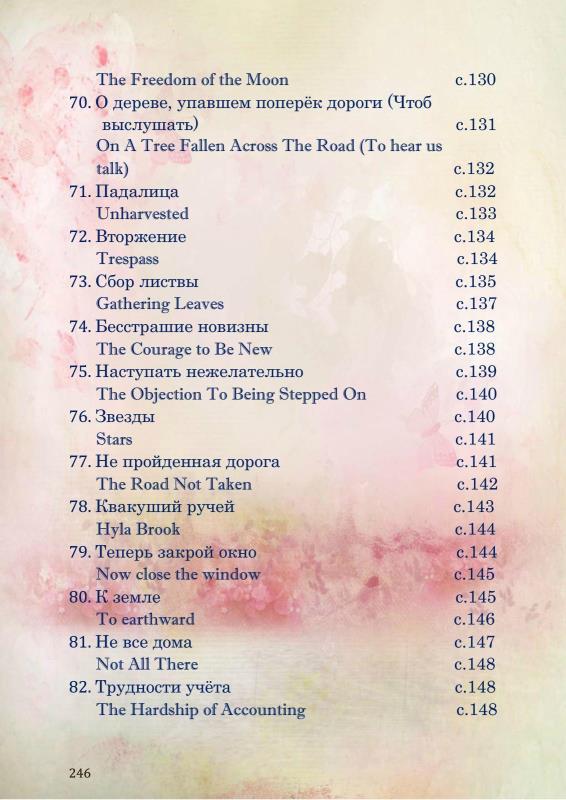 The Freedom of the Moon с.130
70. О дереве, упавшем поперёк дороги (Чтоб
выслушать) с.131
On A Tree Fallen Across The Road (To hear us
talk) с.132
71. Падалица с.132
Unharvested с.133
72. Вторжение с.134
Trespass с.134
73. Сбор листвы с.135
Gathering Leaves с.137
74. Бесстрашие новизны с.138
The Courage to Be New с.138
75. Наступать нежелательно с.139
The Objection To Being Stepped On с.140
76. Звезды с.140
Stars с.141
77. Не пройденная дорога с.141
The Road Not Taken с.142
78. Квакуший ручей с.143
Hyla Brook с.144
79. Теперь закрой окно с.144
Now close the window с.145
80. К земле с.145
To earthward с.146
81. Не все дома с.147
Not All There с.148
82. Трудности учёта с.148
The Hardship of Accounting с.148
246